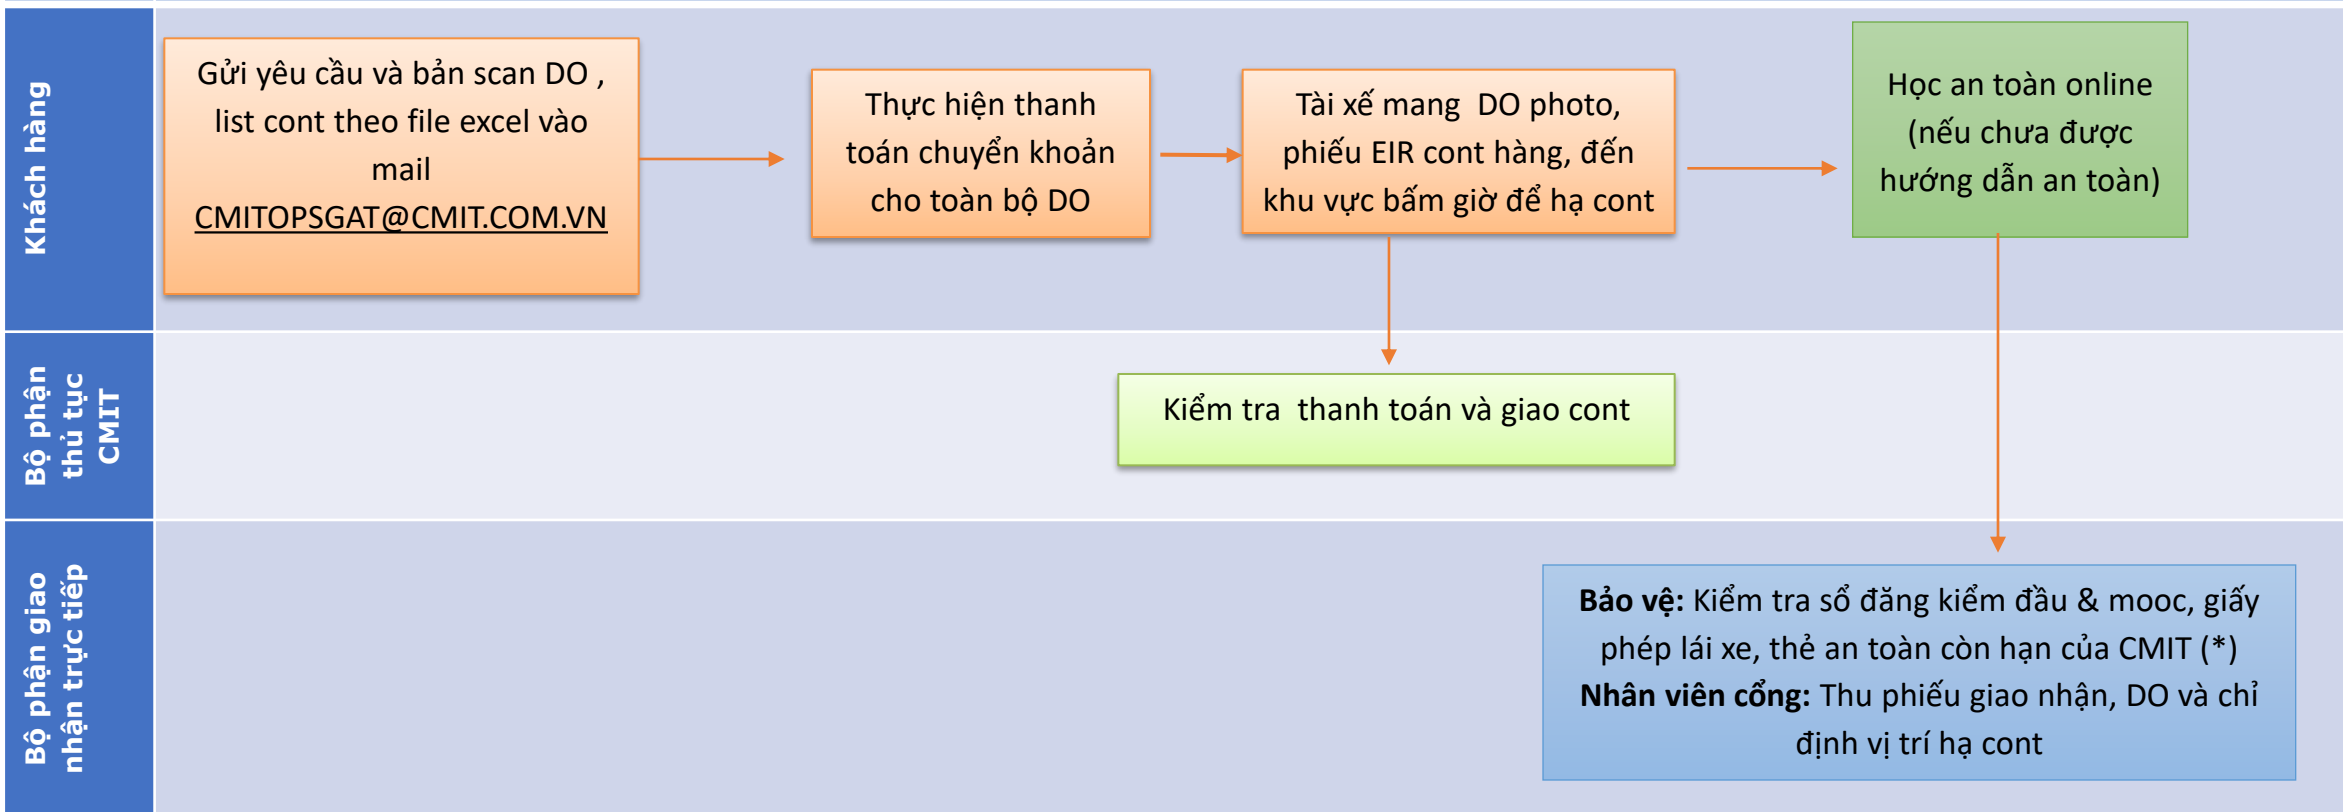 Khách hàng
Gửi yêu cầu và bản scan DO ,
list cont theo file excel vào
mail
CMITOPSGAT@CMIT.COM.VN
Thực hiện thanh
toán chuyển khoản
cho toàn bộ DO
Tài xế mang  DO photo,
phiếu EIR cont hàng, đến
khu vực bấm giờ để hạ cont
Học an toàn online
(nếu chưa được
hướng dẫn an toàn)
Bộ phận
thủ tục
CMIT
Kiểm tra  thanh toán và giao cont
Bộ phận giao
nhận trực tiếp
Bảo vệ: Kiểm tra sổ đăng kiểm đầu & mooc, giấy
phép lái xe, thẻ an toàn còn hạn của CMIT (*)
Nhân viên cổng: Thu phiếu giao nhận, DO và chỉ
định vị trí hạ cont